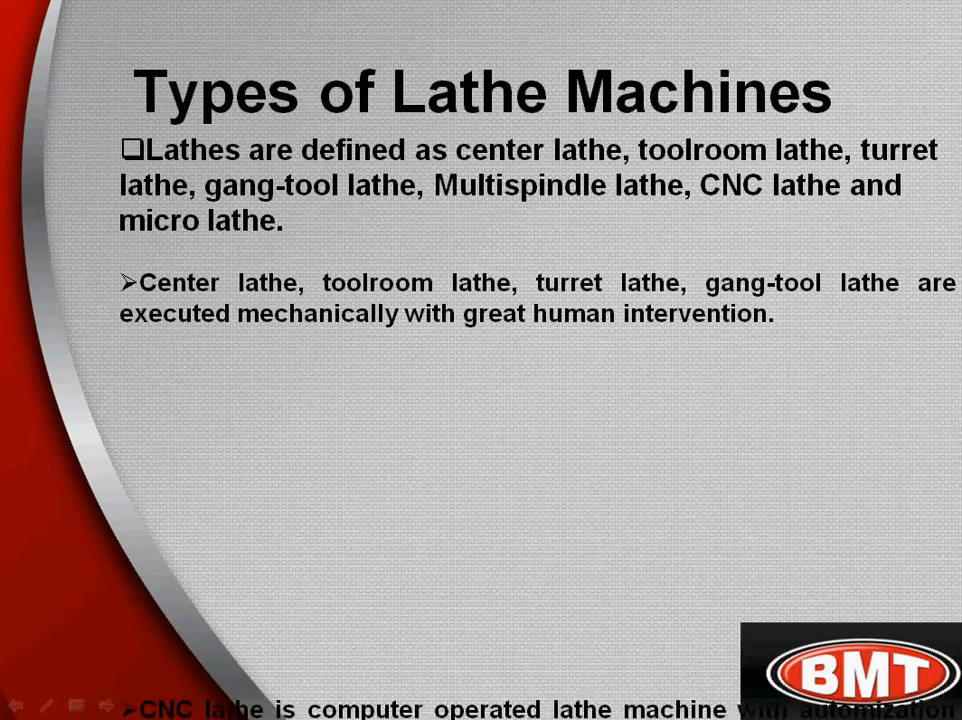 Types of Lathe Machines
❑Lathes are defined as center lathe, toolroom lathe, turret
lathe, gang-tool lathe, Multispindle lathe, CNC lathe and
micro lathe.
➢Center lathe, toolroom lathe, turret lathe, gang-tool lathe are
executed mechanically with great human intervention.
BMT
➢CNC lathe is computer operated lathe machine with automization